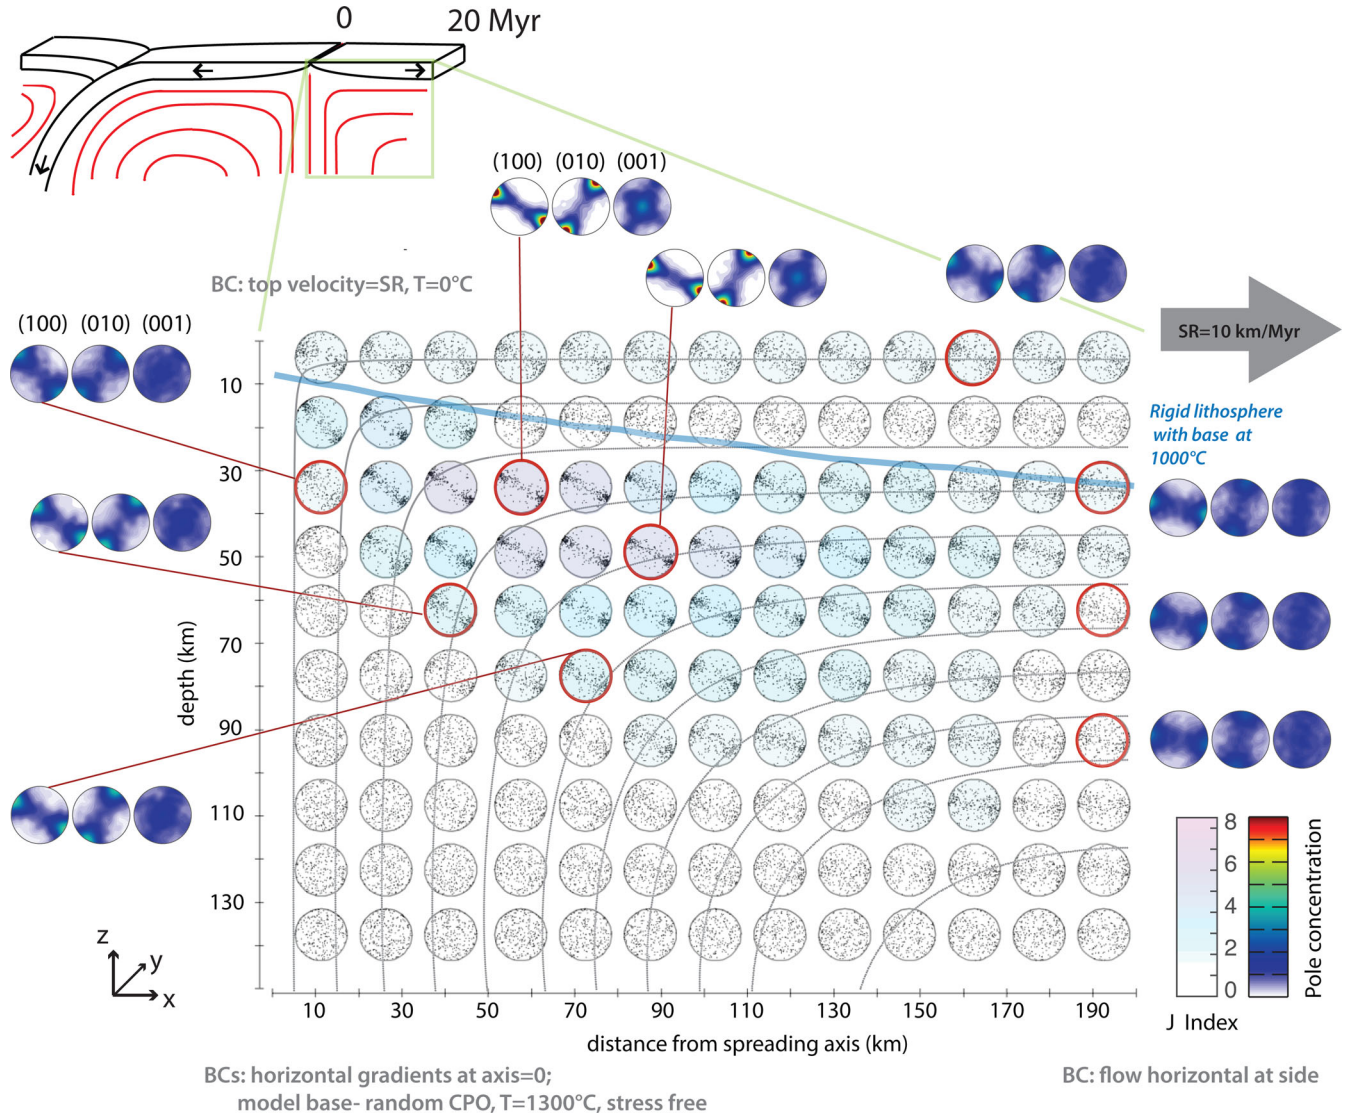 0 20 Myr
(100) (010) (001)
BC: top velocity=SR, T=0°C
(100) (010) (001)
SR=10 km/Myr
Rigid lithosphere
with base at
1000°C
10
30
50
70
90
110
130
depth (km)
z
y
x
10 30 50 70 90 110 130 150 170 190
distance from spreading axis (km)
8
6
4
2
0
J Index
Pole concentration
BCs: horizontal gradients at axis=0;
model base- random CPO, T=1300°C, stress free
BC: flow horizontal at side